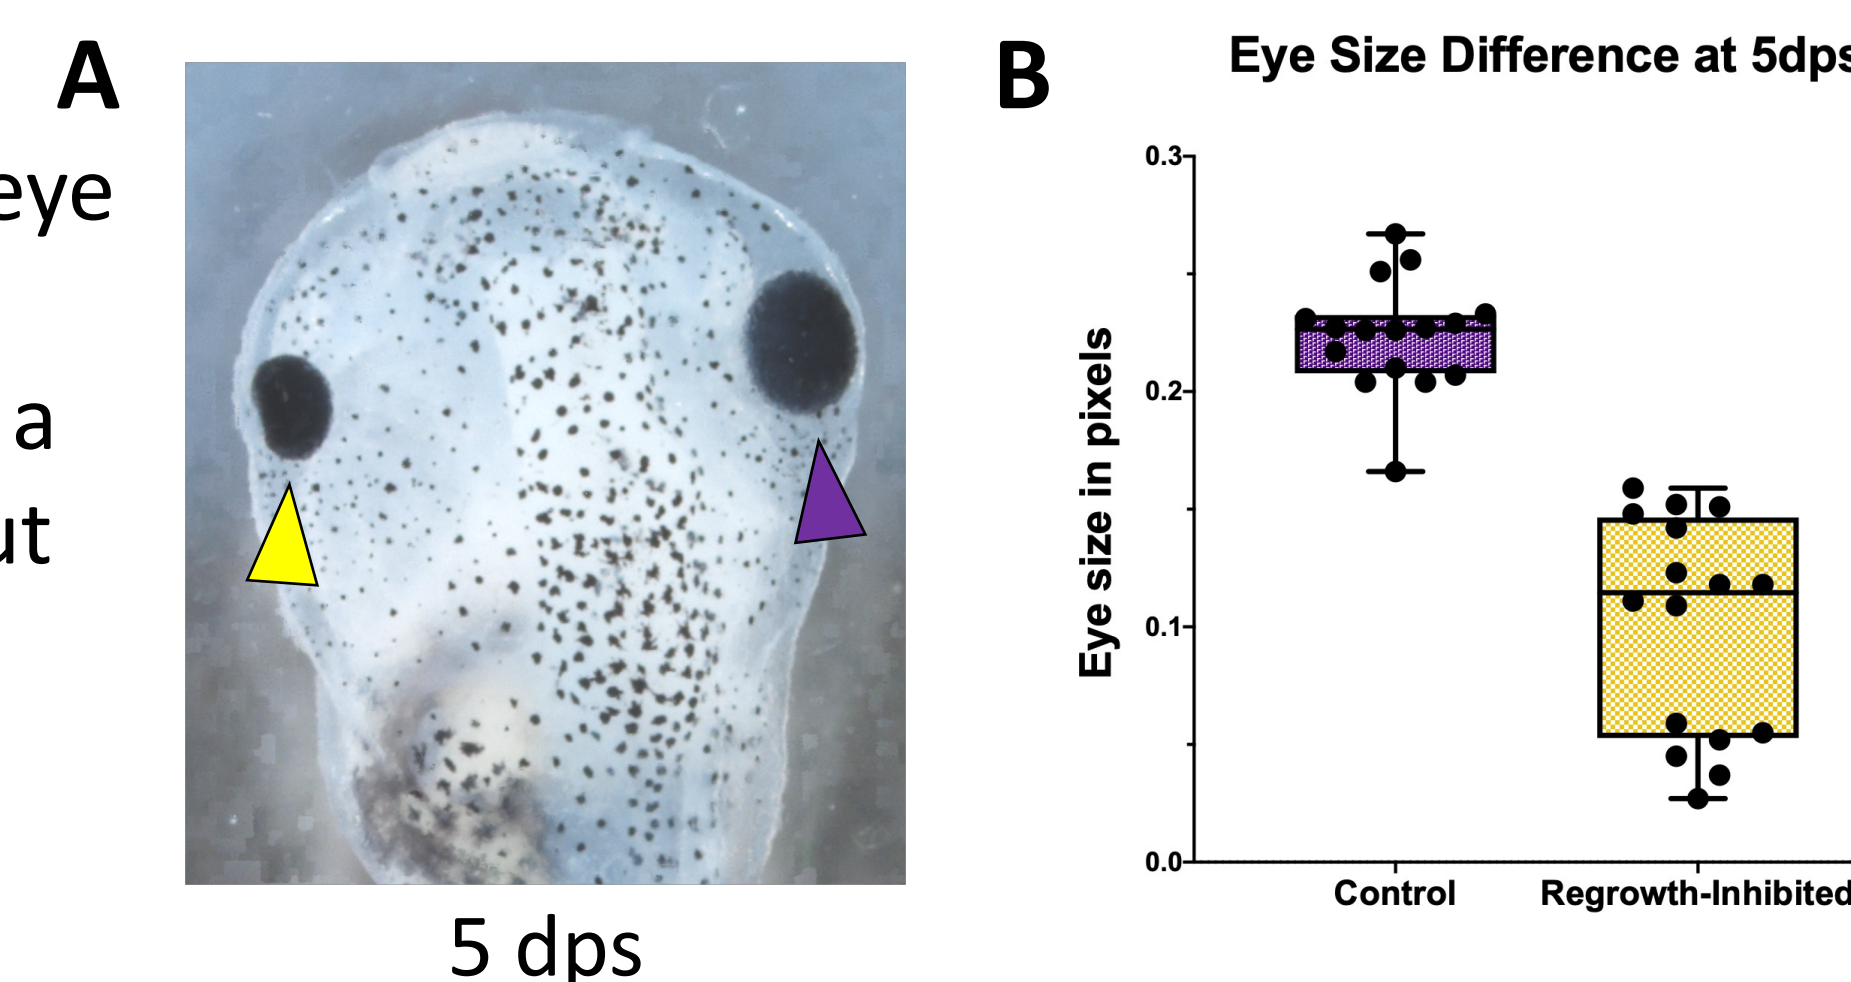 A
eye
a
ut
5 dps
B
Eye Size Difference at 5dps
Eye size in pixels
0.3
0.2
0.1
0.0
Control
Regrowth-Inhibited